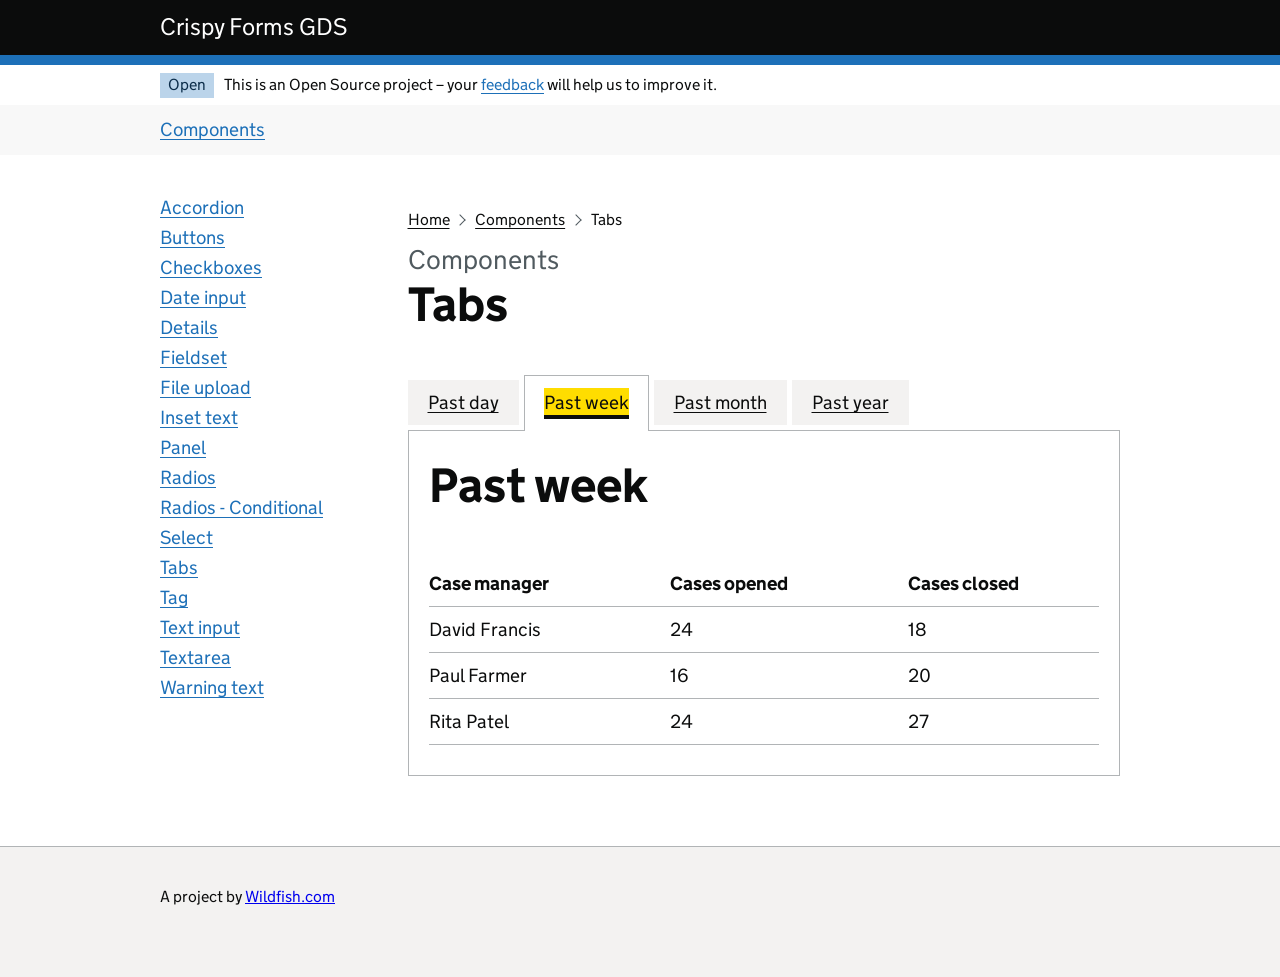 Crispy Forms GDS
Open This is an Open Source project – your feedback will help us to improve it.
Components
Accordion
Buttons
Checkboxes
Date input
Details
Fieldset
File upload
Inset text
Panel
Radios
Radios - Conditional
Select
Tabs
Tag
Text input
Textarea
Warning text
Home Components Tabs
Components
Tabs
Past day Past week Past month Past year
Past week
Case manager Cases opened Cases closed
David Francis 24 18
Paul Farmer 16 20
Rita Patel 24 27
A project by Wildfish.com